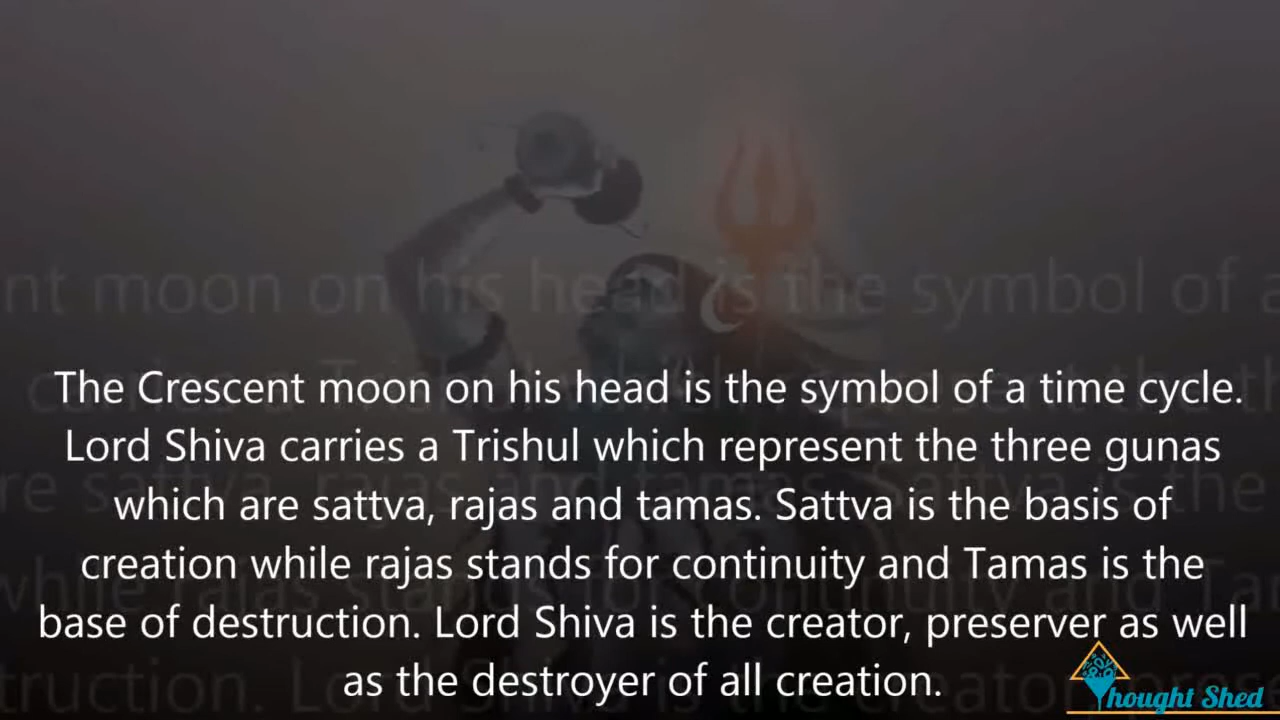 The Crescent moon on his head is the symbol of a time cycle.
Lord Shiva carries a Trishul which represent the three gunas
which are sattva, rajas and tamas. Sattva is the basis of
creation while rajas stands for continuity and Tamas is the
base of destruction. Lord Shiva is the creator, preserver as well
as the destroyer of all creation.
Thought Shed